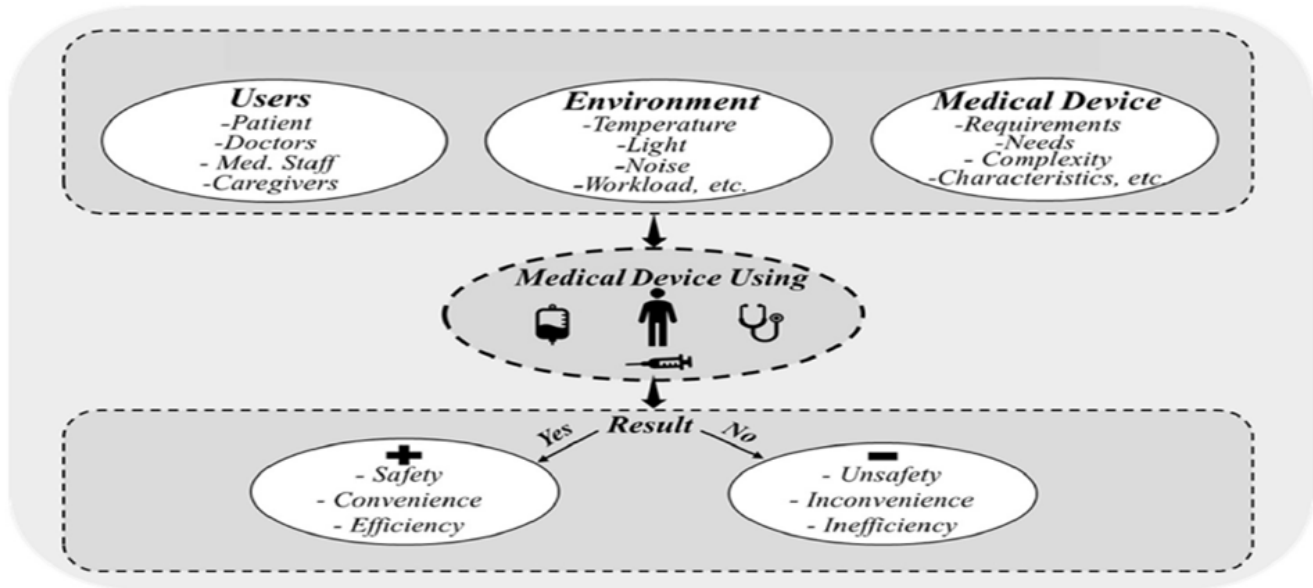 Users
-Patient
-Doctors
- Med. Staff
-Caregivers
Environment
-Temperature
-Light
-Noise
-Workload, etc.
Medical Device
-Requirements
-Needs
- Complexity
-Characteristics, etc.
Medical Device Using
Result
Yes
No
- Safety
- Convenience
- Efficiency
- Unsafety
- Inconvenience
- Inefficiency